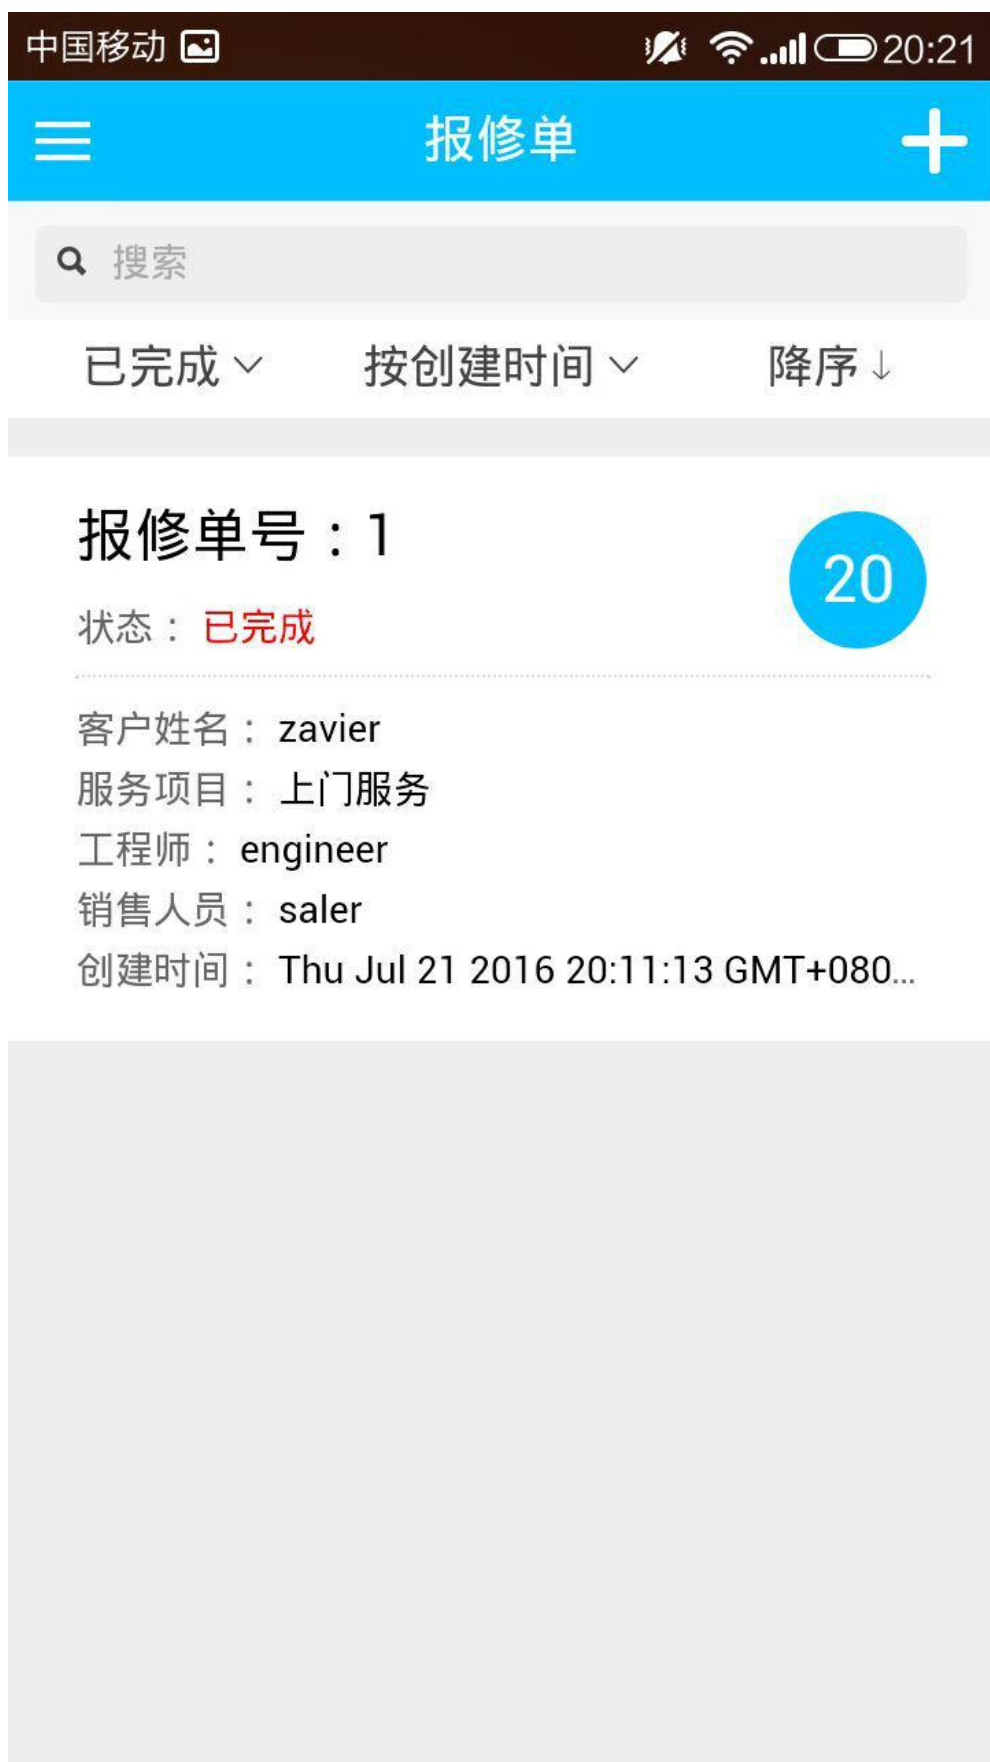 中国移动 20:21
报修单
搜索
已完成 按创建时间 降序↓
报修单号：1
20
状态： 已完成
客户姓名： zavier
服务项目： 上门服务
工程师： engineer
销售人员： saler
创建时间： Thu Jul 21 2016 20:11:13 GMT+080...